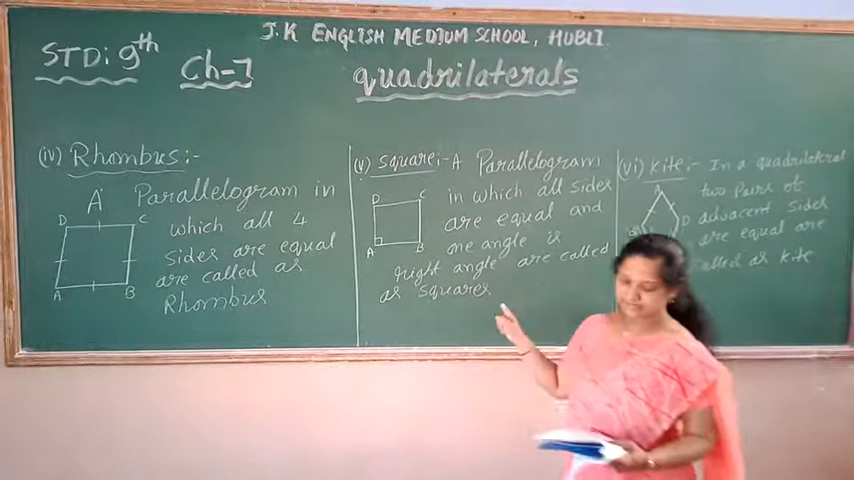 J.K ENGLISH MEDIUM SCHOOL, HUBLI.
STD: 9th
Ch-7
quadrilaterals
(iv) Rhombus:-
A Parallelogram in
which all 4
sides are equal
are called as
Rhombus
D
C
A
B
(v) square:- A Parallelogram
in which all sides
are equal and
one angle is
right angle are called
as squares
D
C
A
B
(vi) kite:- In a quadrilateral
two Pairs of
adjacent sides
are equal are
called as kite
A
D